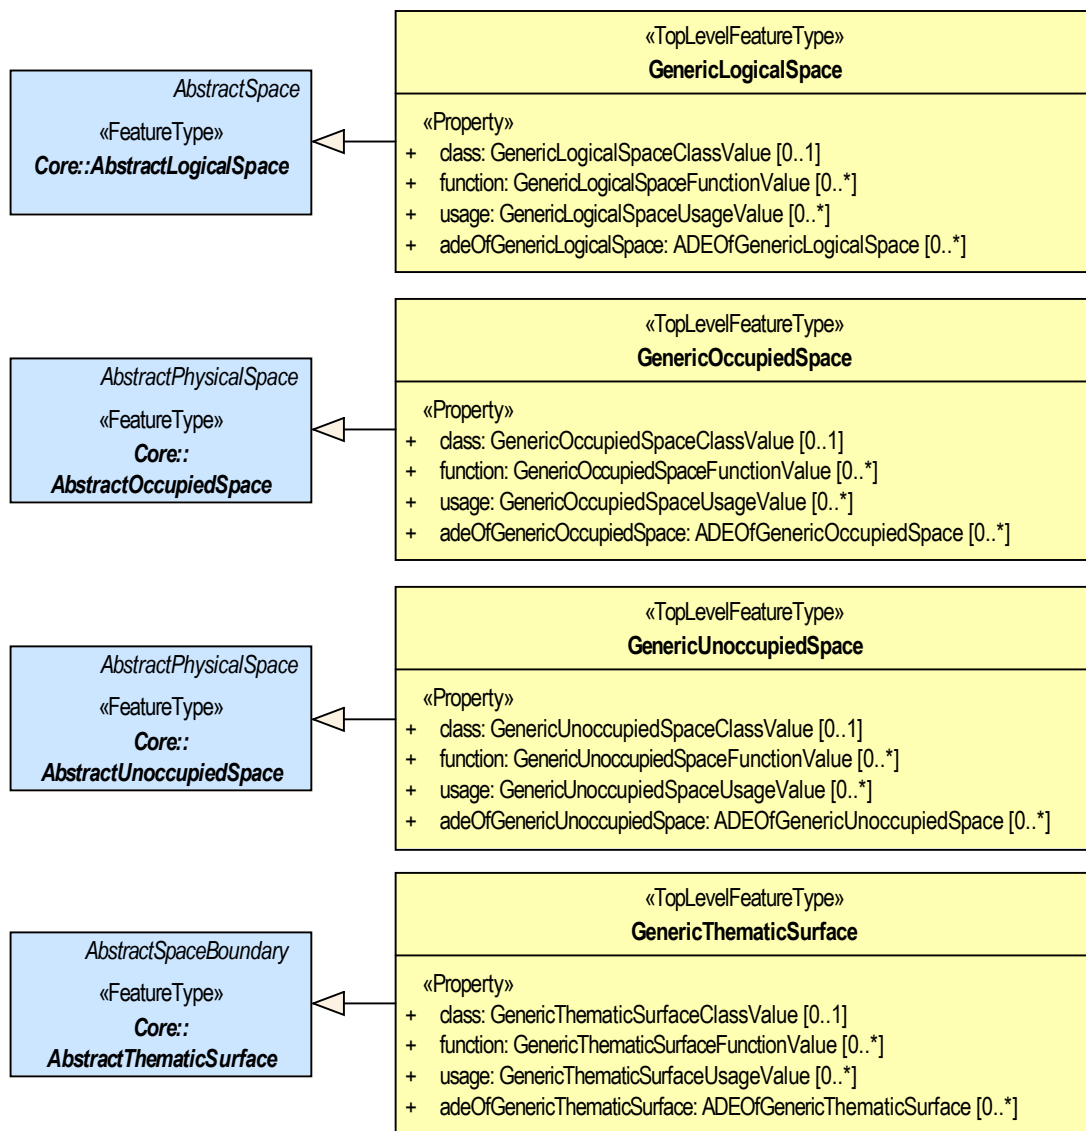 AbstractSpace
«FeatureType»
Core::AbstractLogicalSpace
«TopLevelFeatureType»
GenericLogicalSpace
«Property»
+ class: GenericLogicalSpaceClassValue [0..1]
+ function: GenericLogicalSpaceFunctionValue [0..*]
+ usage: GenericLogicalSpaceUsageValue [0..*]
+ adeOfGenericLogicalSpace: ADEOfGenericLogicalSpace [0..*]
AbstractPhysicalSpace
«FeatureType»
Core::
AbstractOccupiedSpace
«TopLevelFeatureType»
GenericOccupiedSpace
«Property»
+ class: GenericOccupiedSpaceClassValue [0..1]
+ function: GenericOccupiedSpaceFunctionValue [0..*]
+ usage: GenericOccupiedSpaceUsageValue [0..*]
+ adeOfGenericOccupiedSpace: ADEOfGenericOccupiedSpace [0..*]
AbstractPhysicalSpace
«FeatureType»
Core::
AbstractUnoccupiedSpace
«TopLevelFeatureType»
GenericUnoccupiedSpace
«Property»
+ class: GenericUnoccupiedSpaceClassValue [0..1]
+ function: GenericUnoccupiedSpaceFunctionValue [0..*]
+ usage: GenericUnoccupiedSpaceUsageValue [0..*]
+ adeOfGenericUnoccupiedSpace: ADEOfGenericUnoccupiedSpace [0..*]
AbstractSpaceBoundary
«FeatureType»
Core::
AbstractThematicSurface
«TopLevelFeatureType»
GenericThematicSurface
«Property»
+ class: GenericThematicSurfaceClassValue [0..1]
+ function: GenericThematicSurfaceFunctionValue [0..*]
+ usage: GenericThematicSurfaceUsageValue [0..*]
+ adeOfGenericThematicSurface: ADEOfGenericThematicSurface [0..*]